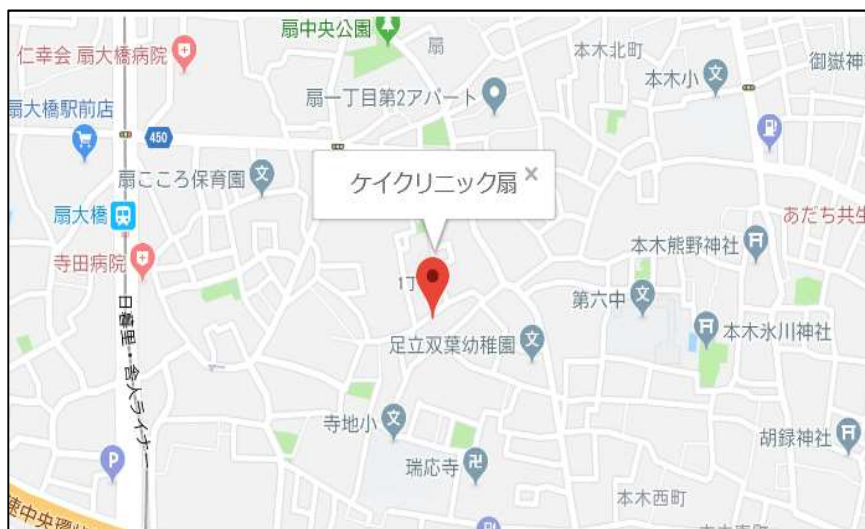 扇中央公園
仁幸会 扇大橋病院
扇
本木北町
御嶽神
本木小
扇一丁目第2アパート
扇大橋駅前店
450
扇こころ保育園
ケイクリニック扇
×
扇大橋
あだち共生
本木熊野神社
寺田病院
1丁
第六中
日暮里・舎人ライナー
足立双葉幼稚園
本木氷川神社
寺地小
胡録神社
瑞応寺
P
本木西町
速中央環状